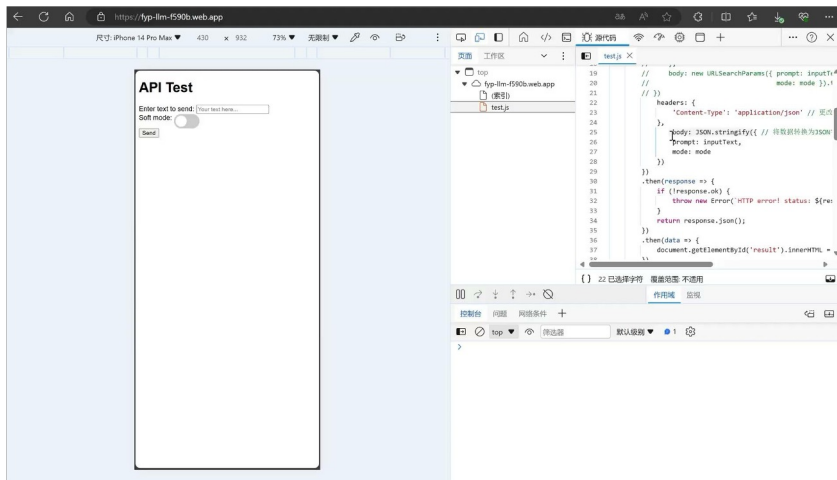 https://fyp-llm-f590b.web.app
尺寸: iPhone 14 Pro Max ▼ 430 x 932 73% ▼ 无限制 ▼
源代码
页面 工作区
test.js
top
fyp-llm-f590b.web.app
(索引)
test.js
API Test
Enter text to send: Your text here...
Soft mode:
Send
19 // body: new URLSearchParams({ prompt:
20 // mode: mode }).
21 // })
22 headers: {
23 'Content-Type': 'application/json' //
24 },
25 body: JSON.stringify({ // 将数据转换为JSON
26 prompt: inputText,
27 mode: mode
28 })
29 })
30 .then(response => {
31 if (!response.ok) {
32 throw new Error(`HTTP error! status:
33 }
34 return response.json();
35 })
36 .then(data => {
37 document.getElementById('result').innerHTML =
{ } 22 已选择字符 覆盖范围: 不适用
作用域 监视
控制台 问题 网络条件 +
top ▼ 筛选器 默认级别 ▼ 1